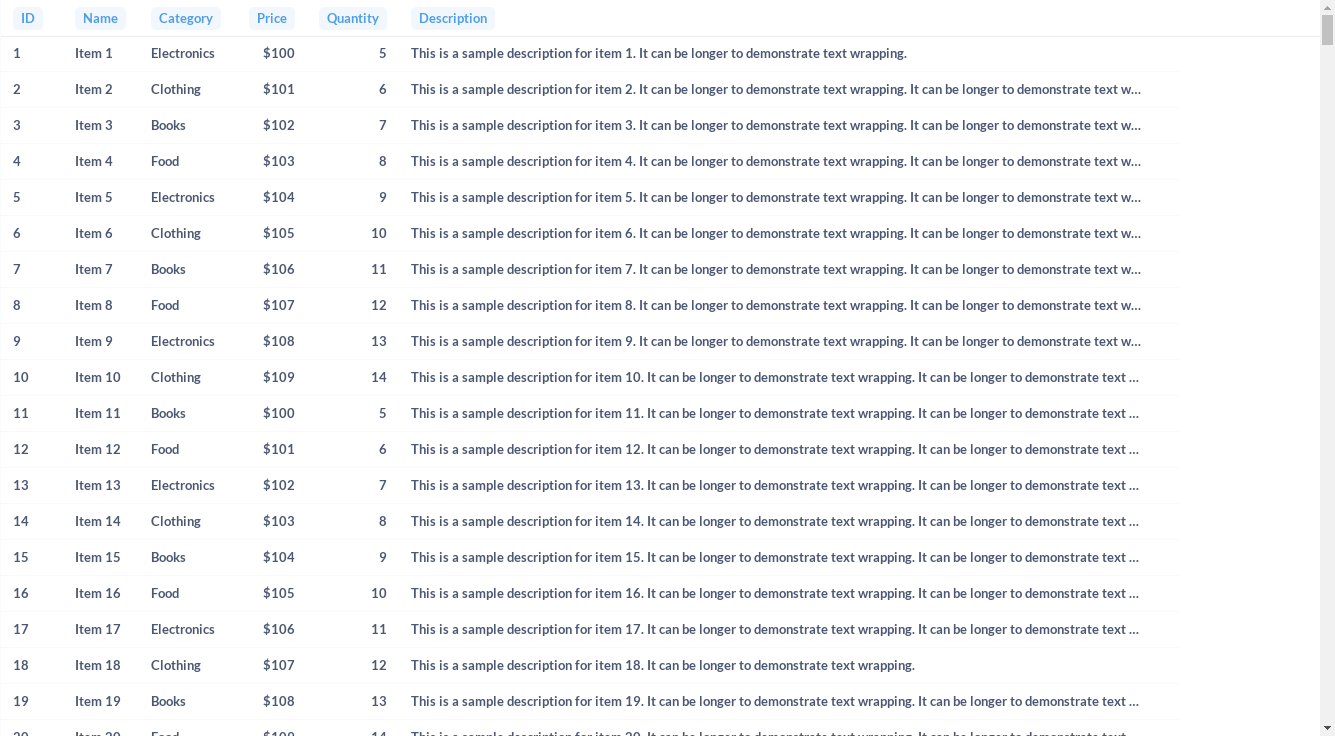 ID Name Category Price Quantity Description
1 Item 1 Electronics $100 5 This is a sample description for item 1. It can be longer to demonstrate text wrapping.
2 Item 2 Clothing $101 6 This is a sample description for item 2. It can be longer to demonstrate text wrapping. It can be longer to demonstrate text w...
3 Item 3 Books $102 7 This is a sample description for item 3. It can be longer to demonstrate text wrapping. It can be longer to demonstrate text w...
4 Item 4 Food $103 8 This is a sample description for item 4. It can be longer to demonstrate text wrapping. It can be longer to demonstrate text w...
5 Item 5 Electronics $104 9 This is a sample description for item 5. It can be longer to demonstrate text wrapping. It can be longer to demonstrate text w...
6 Item 6 Clothing $105 10 This is a sample description for item 6. It can be longer to demonstrate text wrapping. It can be longer to demonstrate text w...
7 Item 7 Books $106 11 This is a sample description for item 7. It can be longer to demonstrate text wrapping. It can be longer to demonstrate text w...
8 Item 8 Food $107 12 This is a sample description for item 8. It can be longer to demonstrate text wrapping. It can be longer to demonstrate text w...
9 Item 9 Electronics $108 13 This is a sample description for item 9. It can be longer to demonstrate text wrapping. It can be longer to demonstrate text w...
10 Item 10 Clothing $109 14 This is a sample description for item 10. It can be longer to demonstrate text wrapping. It can be longer to demonstrate text ...
11 Item 11 Books $100 5 This is a sample description for item 11. It can be longer to demonstrate text wrapping. It can be longer to demonstrate text ...
12 Item 12 Food $101 6 This is a sample description for item 12. It can be longer to demonstrate text wrapping. It can be longer to demonstrate text ...
13 Item 13 Electronics $102 7 This is a sample description for item 13. It can be longer to demonstrate text wrapping. It can be longer to demonstrate text ...
14 Item 14 Clothing $103 8 This is a sample description for item 14. It can be longer to demonstrate text wrapping. It can be longer to demonstrate text ...
15 Item 15 Books $104 9 This is a sample description for item 15. It can be longer to demonstrate text wrapping. It can be longer to demonstrate text ...
16 Item 16 Food $105 10 This is a sample description for item 16. It can be longer to demonstrate text wrapping. It can be longer to demonstrate text ...
17 Item 17 Electronics $106 11 This is a sample description for item 17. It can be longer to demonstrate text wrapping. It can be longer to demonstrate text ...
18 Item 18 Clothing $107 12 This is a sample description for item 18. It can be longer to demonstrate text wrapping.
19 Item 19 Books $108 13 This is a sample description for item 19. It can be longer to demonstrate text wrapping. It can be longer to demonstrate text ...